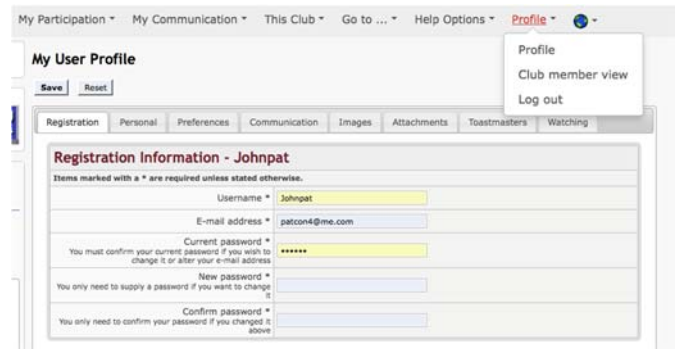 My Participation My Communication This Club Go to ... Help Options Profile
Profile
Club member view
Log out
My User Profile
Save Reset
Registration Personal Preferences Communication Images Attachments Toastmasters Watching
Registration Information - Johnpat
Items marked with a * are required unless stated otherwise.
Username * Johnpat
E-mail address * patcon4@me.com
Current password * ••••••
You must confirm your current password if you wish to
change it or alter your e-mail address
New password *
You only need to supply a password if you want to change
it
Confirm password *
You only need to confirm your password if you changed it
above